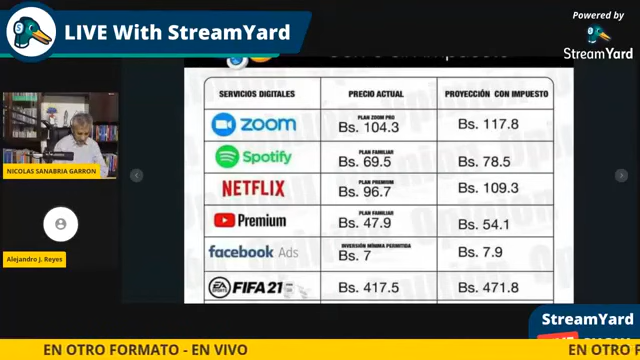 LIVE With StreamYard
Powered by
StreamYard
SERVICIOS DIGITALES
PRECIO ACTUAL
PROYECCIÓN CON IMPUESTO
zoom
PLAN ZOOM PRO
Bs. 104.3
Bs. 117.8
Spotify
PLAN FAMILIAR
Bs. 69.5
Bs. 78.5
NETFLIX
PLAN PREMIUM
Bs. 96.7
Bs. 109.3
Premium
PLAN FAMILIAR
Bs. 47.9
Bs. 54.1
facebook Ads
INVERSIÓN MÍNIMA PERMITIDA
Bs. 7
Bs. 7.9
EA SPORTS FIFA 21
Bs. 417.5
Bs. 471.8
NICOLAS SANABRIA GARRON
Alejandro J. Reyes
StreamYard
EN OTRO FORMATO - EN VIVO
EN OTRO F